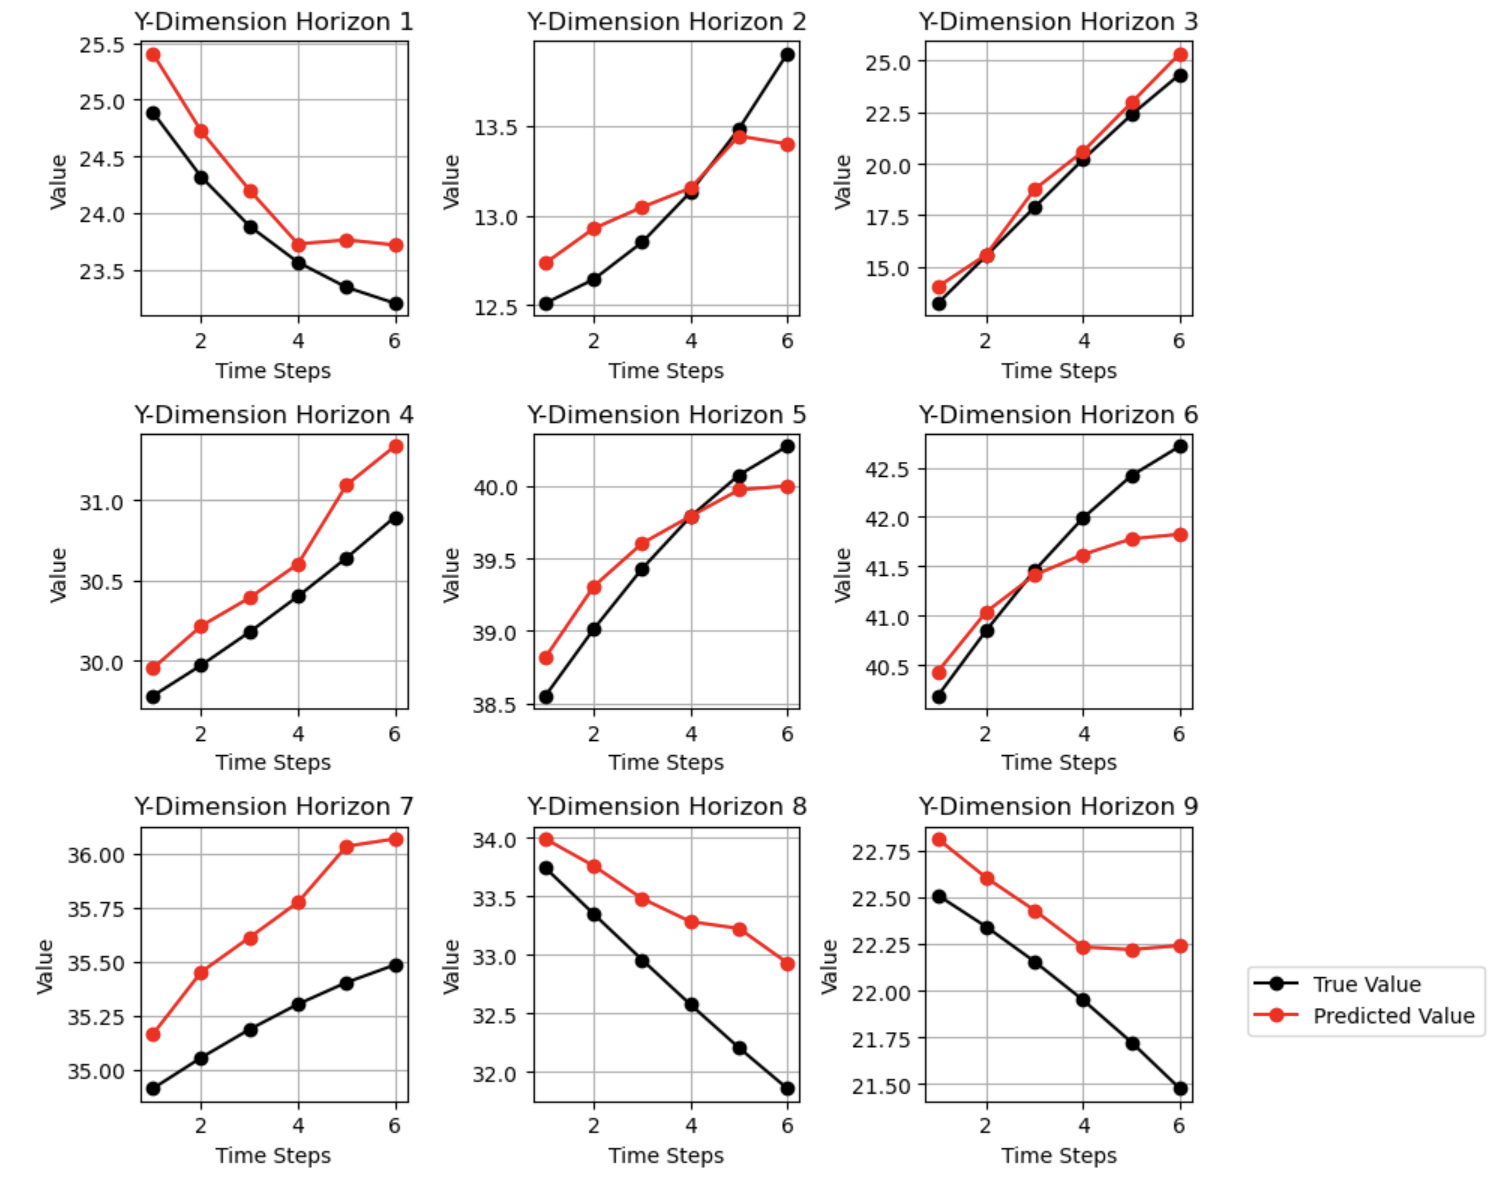 Y-Dimension Horizon 1
25.5
25.0
24.5
24.0
23.5
Value
2 4 6
Time Steps
Y-Dimension Horizon 2
13.5
13.0
12.5
Value
2 4 6
Time Steps
Y-Dimension Horizon 3
25.0
22.5
20.0
17.5
15.0
Value
2 4 6
Time Steps
Y-Dimension Horizon 4
31.0
30.5
30.0
Value
2 4 6
Time Steps
Y-Dimension Horizon 5
40.0
39.5
39.0
38.5
Value
2 4 6
Time Steps
Y-Dimension Horizon 6
42.5
42.0
41.5
41.0
40.5
Value
2 4 6
Time Steps
Y-Dimension Horizon 7
36.00
35.75
35.50
35.25
35.00
Value
2 4 6
Time Steps
Y-Dimension Horizon 8
34.0
33.5
33.0
32.5
32.0
Value
2 4 6
Time Steps
Y-Dimension Horizon 9
22.75
22.50
22.25
22.00
21.75
21.50
Value
2 4 6
Time Steps
True Value
Predicted Value